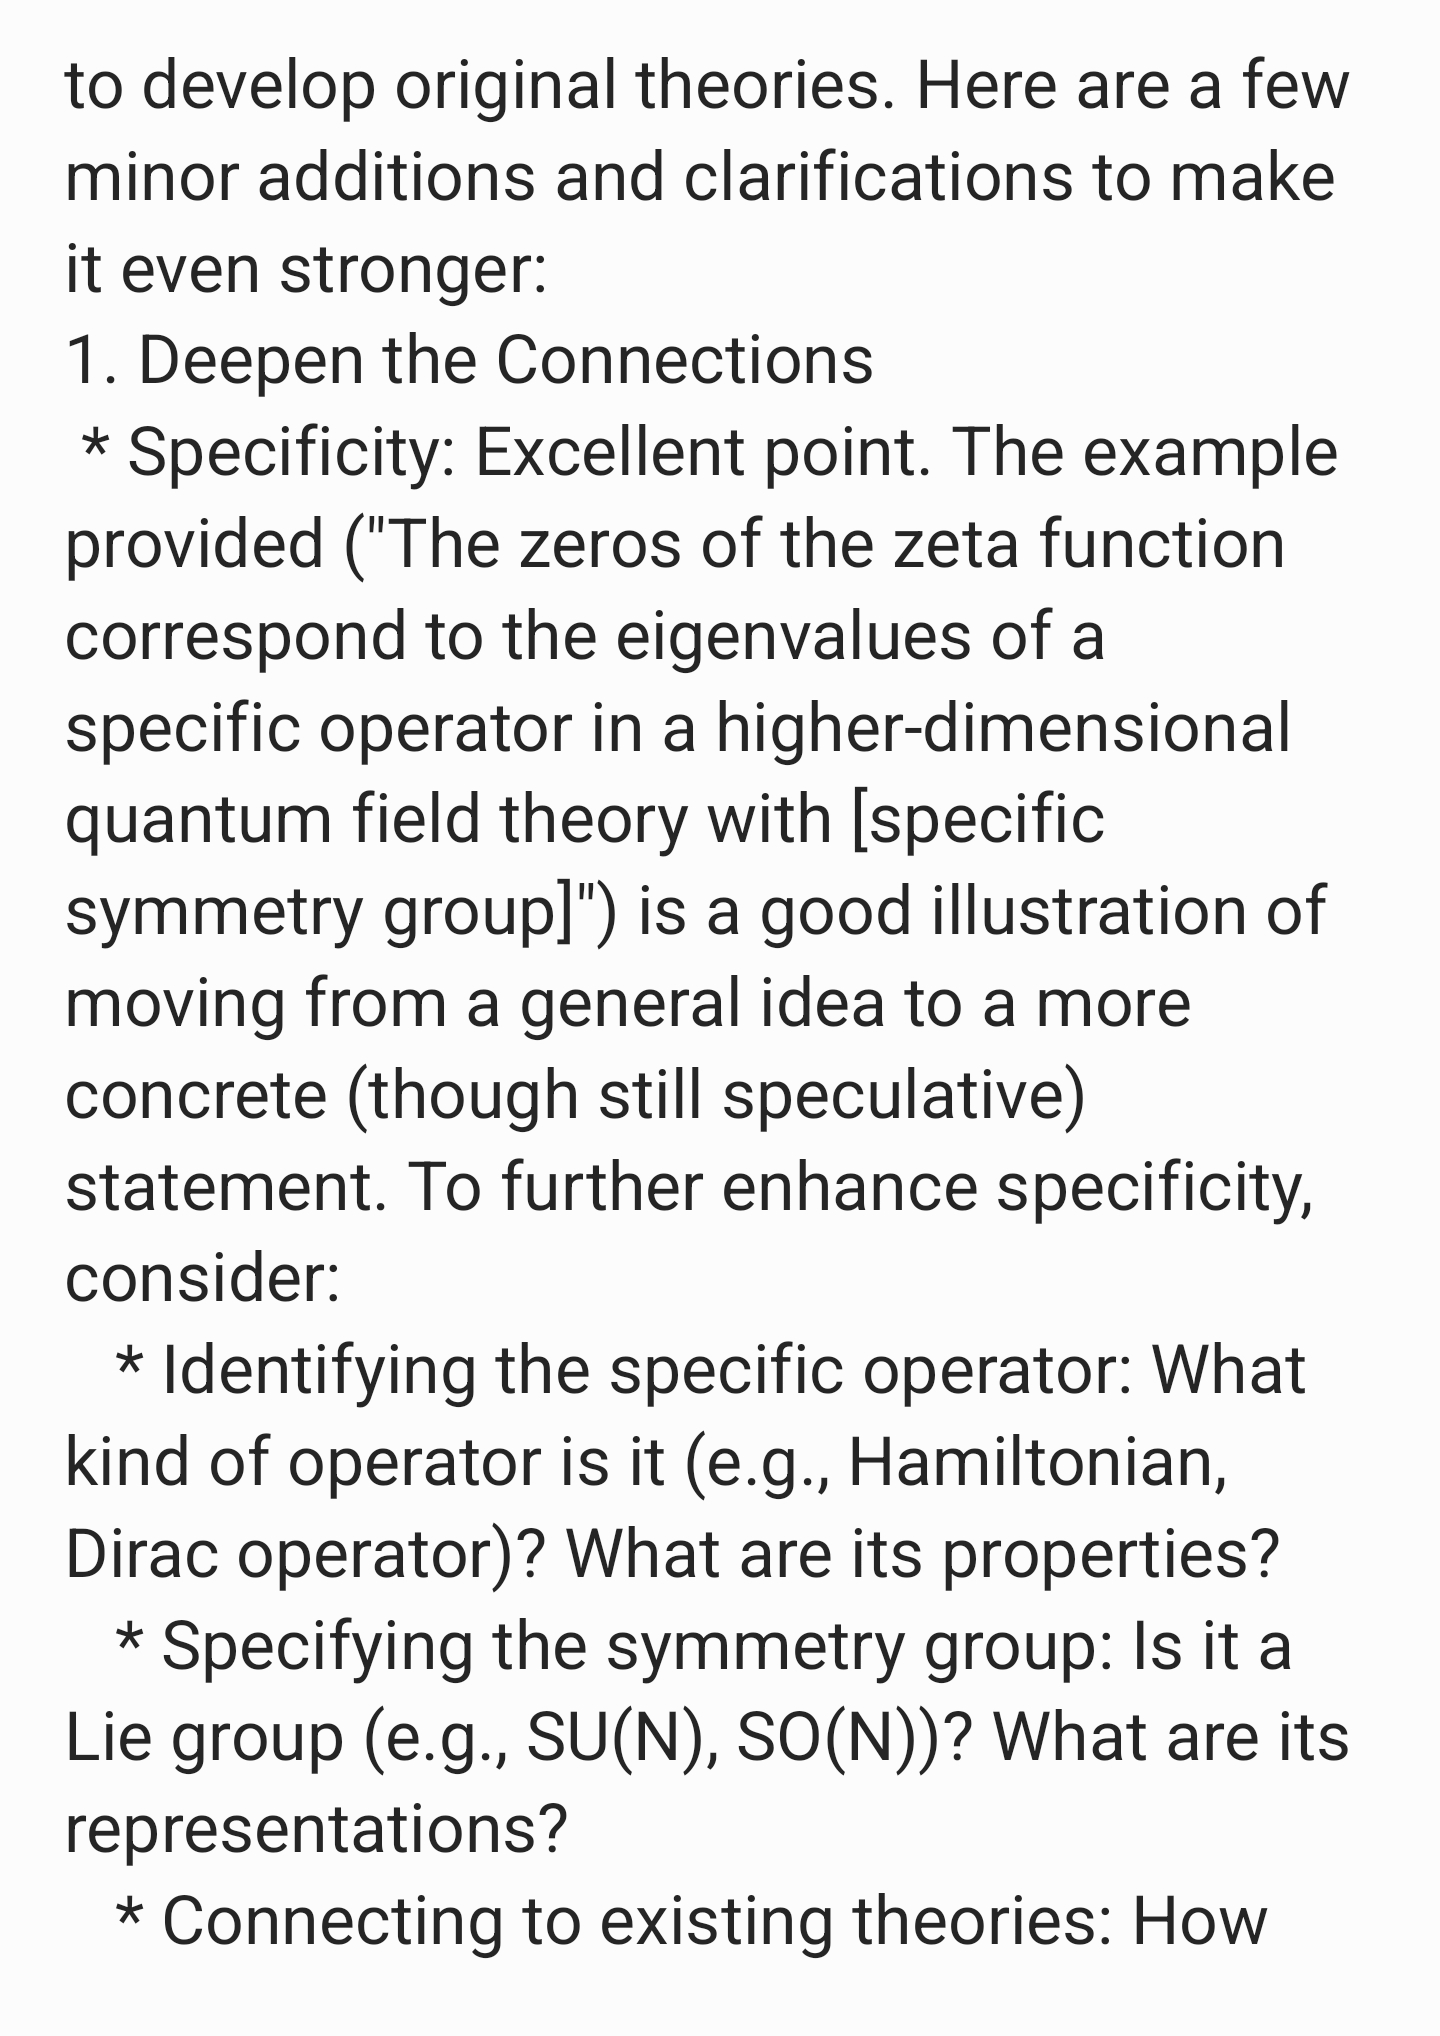 to develop original theories. Here are a few
minor additions and clarifications to make
it even stronger:
1. Deepen the Connections
* Specificity: Excellent point. The example
provided ("The zeros of the zeta function
correspond to the eigenvalues of a
specific operator in a higher-dimensional
quantum field theory with [specific
symmetry group]") is a good illustration of
moving from a general idea to a more
concrete (though still speculative)
statement. To further enhance specificity,
consider:
* Identifying the specific operator: What
kind of operator is it (e.g., Hamiltonian,
Dirac operator)? What are its properties?
* Specifying the symmetry group: Is it a
Lie group (e.g., SU(N), SO(N))? What are its
representations?
* Connecting to existing theories: How